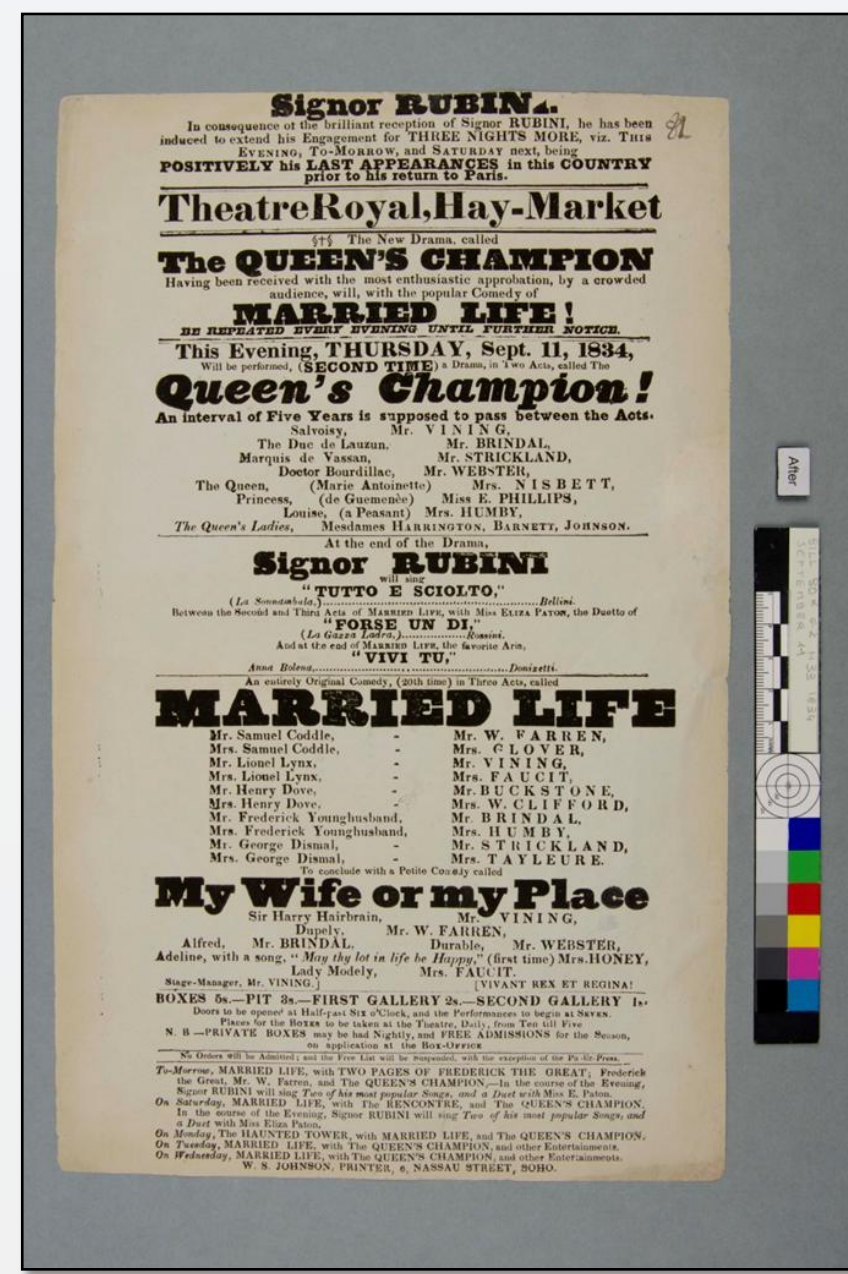 Signor RUBINI.
82
In consequence of the brilliant reception of Signor RUBINI, he has been
induced to extend his Engagement for THREE NIGHTS MORE, viz. THIS
EVENING, TO-MORROW, and SATURDAY next, being
POSITIVELY his LAST APPEARANCES in this COUNTRY
prior to his return to Paris.
TheatreRoyal,Hay-Market
§†§ The New Drama, called
The QUEEN'S CHAMPION
Having been received with the most enthusiastic approbation, by a crowded
audience, will, with the popular Comedy of
MARRIED LIFE!
BE REPEATED EVERY EVENING UNTIL FURTHER NOTICE.
This Evening, THURSDAY, Sept. 11, 1834,
Will be performed, (SECOND TIME) a Drama, in Two Acts, called The
Queen's Champion!
An interval of Five Years is supposed to pass between the Acts.
Salvoisy, Mr. VINING,
The Duc de Lauzun, Mr. BRINDAL,
Marquis de Vassan, Mr. STRICKLAND,
Doctor Bourdillac, Mr. WEBSTER,
The Queen, (Marie Antoinette) Mrs. NISBETT,
Princess, (de Guemenèe) Miss E. PHILLIPS,
Louise, (a Peasant) Mrs. HUMBY,
The Queen's Ladies, Mesdames HARRINGTON, BARNETT, JOHNSON.
At the end of the Drama,
Signor RUBINI
will sing
"TUTTO E SCIOLTO,"
(La Sonnambula,)..........Bellini.
Between the Second and Third Acts of MARRIED LIFE, with Miss ELIZA PATON, the Duetto of
"FORSE UN DI,"
(La Gazza Ladra,)..........Rossini.
And at the end of MARRIED LIFE, the favorite Aria,
"VIVI TU,"
Anna Bolena,..........Donizetti.
An entirely Original Comedy, (20th time) in Three Acts, called
MARRIED LIFE
Mr. Samuel Coddle, - Mr. W. FARREN,
Mrs. Samuel Coddle, - Mrs. GLOVER,
Mr. Lionel Lynx, - Mr. VINING,
Mrs. Lionel Lynx, - Mrs. FAUCIT,
Mr. Henry Dove, - Mr. BUCKSTONE,
Mrs. Henry Dove, - Mrs. W. CLIFFORD,
Mr. Frederick Younghusband, Mr. BRINDAL,
Mrs. Frederick Younghusband, Mrs. HUMBY,
Mr. George Dismal, - Mr. STRICKLAND,
Mrs. George Dismal, - Mrs. TAYLEURE.
To conclude with a Petite Comedy called
My Wife or my Place
Sir Harry Hairbrain, Mr. VINING,
Dupely, Mr. W. FARREN,
Alfred, Mr. BRINDAL, Durable, Mr. WEBSTER,
Adeline, with a song, "May thy lot in life be Happy," (first time) Mrs. HONEY,
Lady Modely, Mrs. FAUCIT.
Stage-Manager, Mr. VINING.] [VIVANT REX ET REGINA!
BOXES 5s.—PIT 3s.—FIRST GALLERY 2s.—SECOND GALLERY 1s.
Doors to be opened at Half-past SIX o'Clock, and the Performances to begin at SEVEN.
Places for the BOXES to be taken at the Theatre, Daily, from Ten till Five
N. B—PRIVATE BOXES may be had Nightly, and FREE ADMISSIONS for the Season,
on application at the BOX-OFFICE
No Orders will be Admitted; and the Free List will be Suspended, with the exception of the Public Press.
To-Morrow, MARRIED LIFE, with TWO PAGES OF FREDERICK THE GREAT; Frederick
the Great, Mr. W. Farren, and The QUEEN'S CHAMPION,—In the course of the Evening,
Signor RUBINI will sing Two of his most popular Songs, and a Duet with Miss E. Paton.
On Saturday, MARRIED LIFE, with The RENCONTRE, and The QUEEN'S CHAMPION.
In the course of the Evening, Signor RUBINI will sing Two of his most popular Songs, and
a Duet with Miss Eliza Paton,
On Monday, The HAUNTED TOWER, with MARRIED LIFE, and The QUEEN'S CHAMPION.
On Tuesday, MARRIED LIFE, with The QUEEN'S CHAMPION, and other Entertainments.
On Wednesday, MARRIED LIFE, with The QUEEN'S CHAMPION, and other Entertainments.
W. S. JOHNSON, PRINTER, 6, NASSAU STREET, SOHO.
After
SEPTEMBER 11